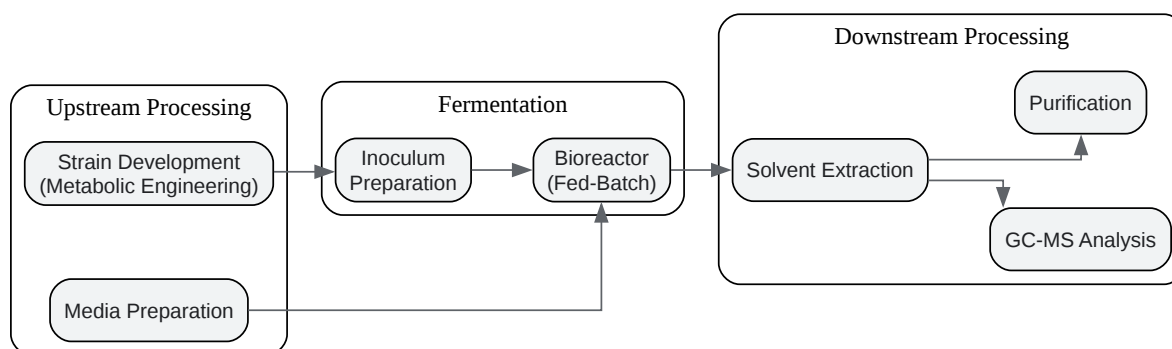 Upstream Processing
Strain Development
(Metabolic Engineering)
Media Preparation
Fermentation
Inoculum
Preparation
Bioreactor
(Fed-Batch)
Downstream Processing
Solvent Extraction
Purification
GC-MS Analysis